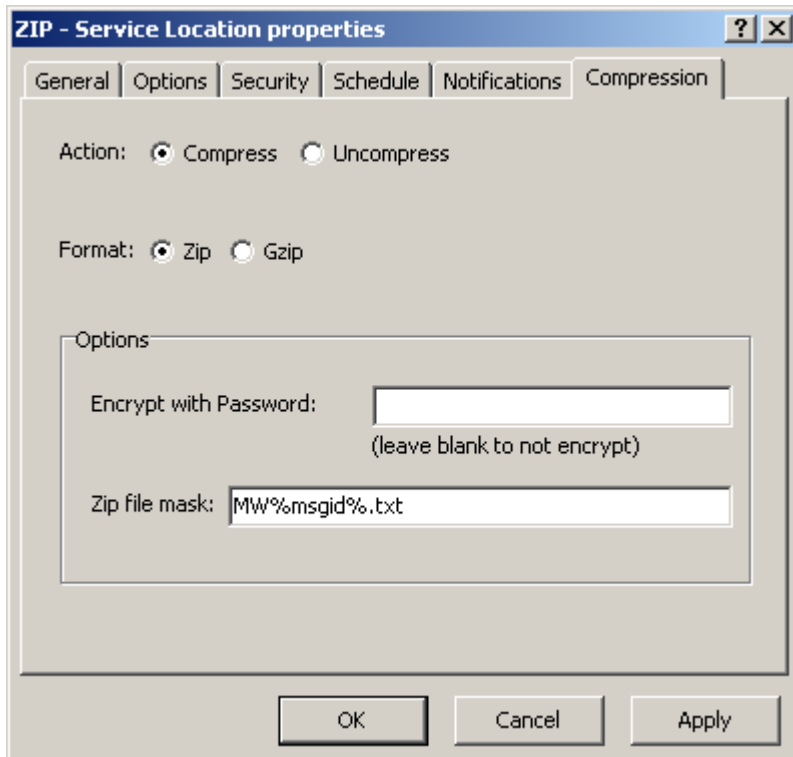 ZIP - Service Location properties
General Options Security Schedule Notifications Compression
Action: Compress Uncompress
Format: Zip Gzip
Options
Encrypt with Password:
(leave blank to not encrypt)
Zip file mask: MW%msgid%.txt
OK Cancel Apply